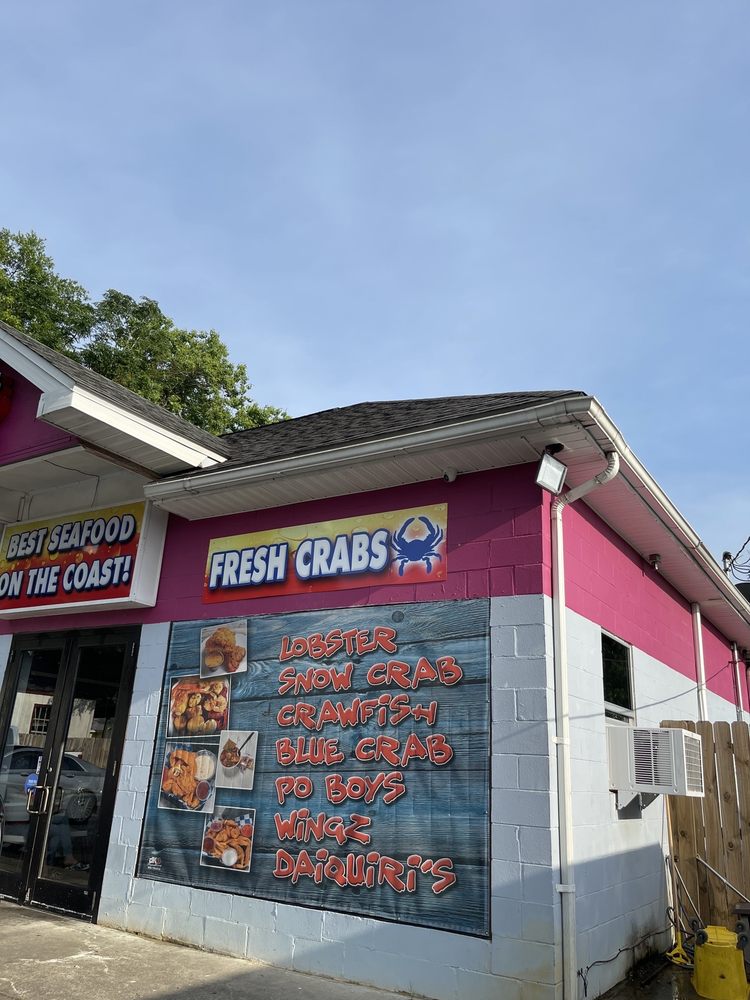 BEST SEAFOOD
ON THE COAST!
FRESH CRABS
LOBSTER
SNOW CRAB
CRAWFISH
BLUE CRAB
PO BOYS
WINGZ
DAIQUIRI'S